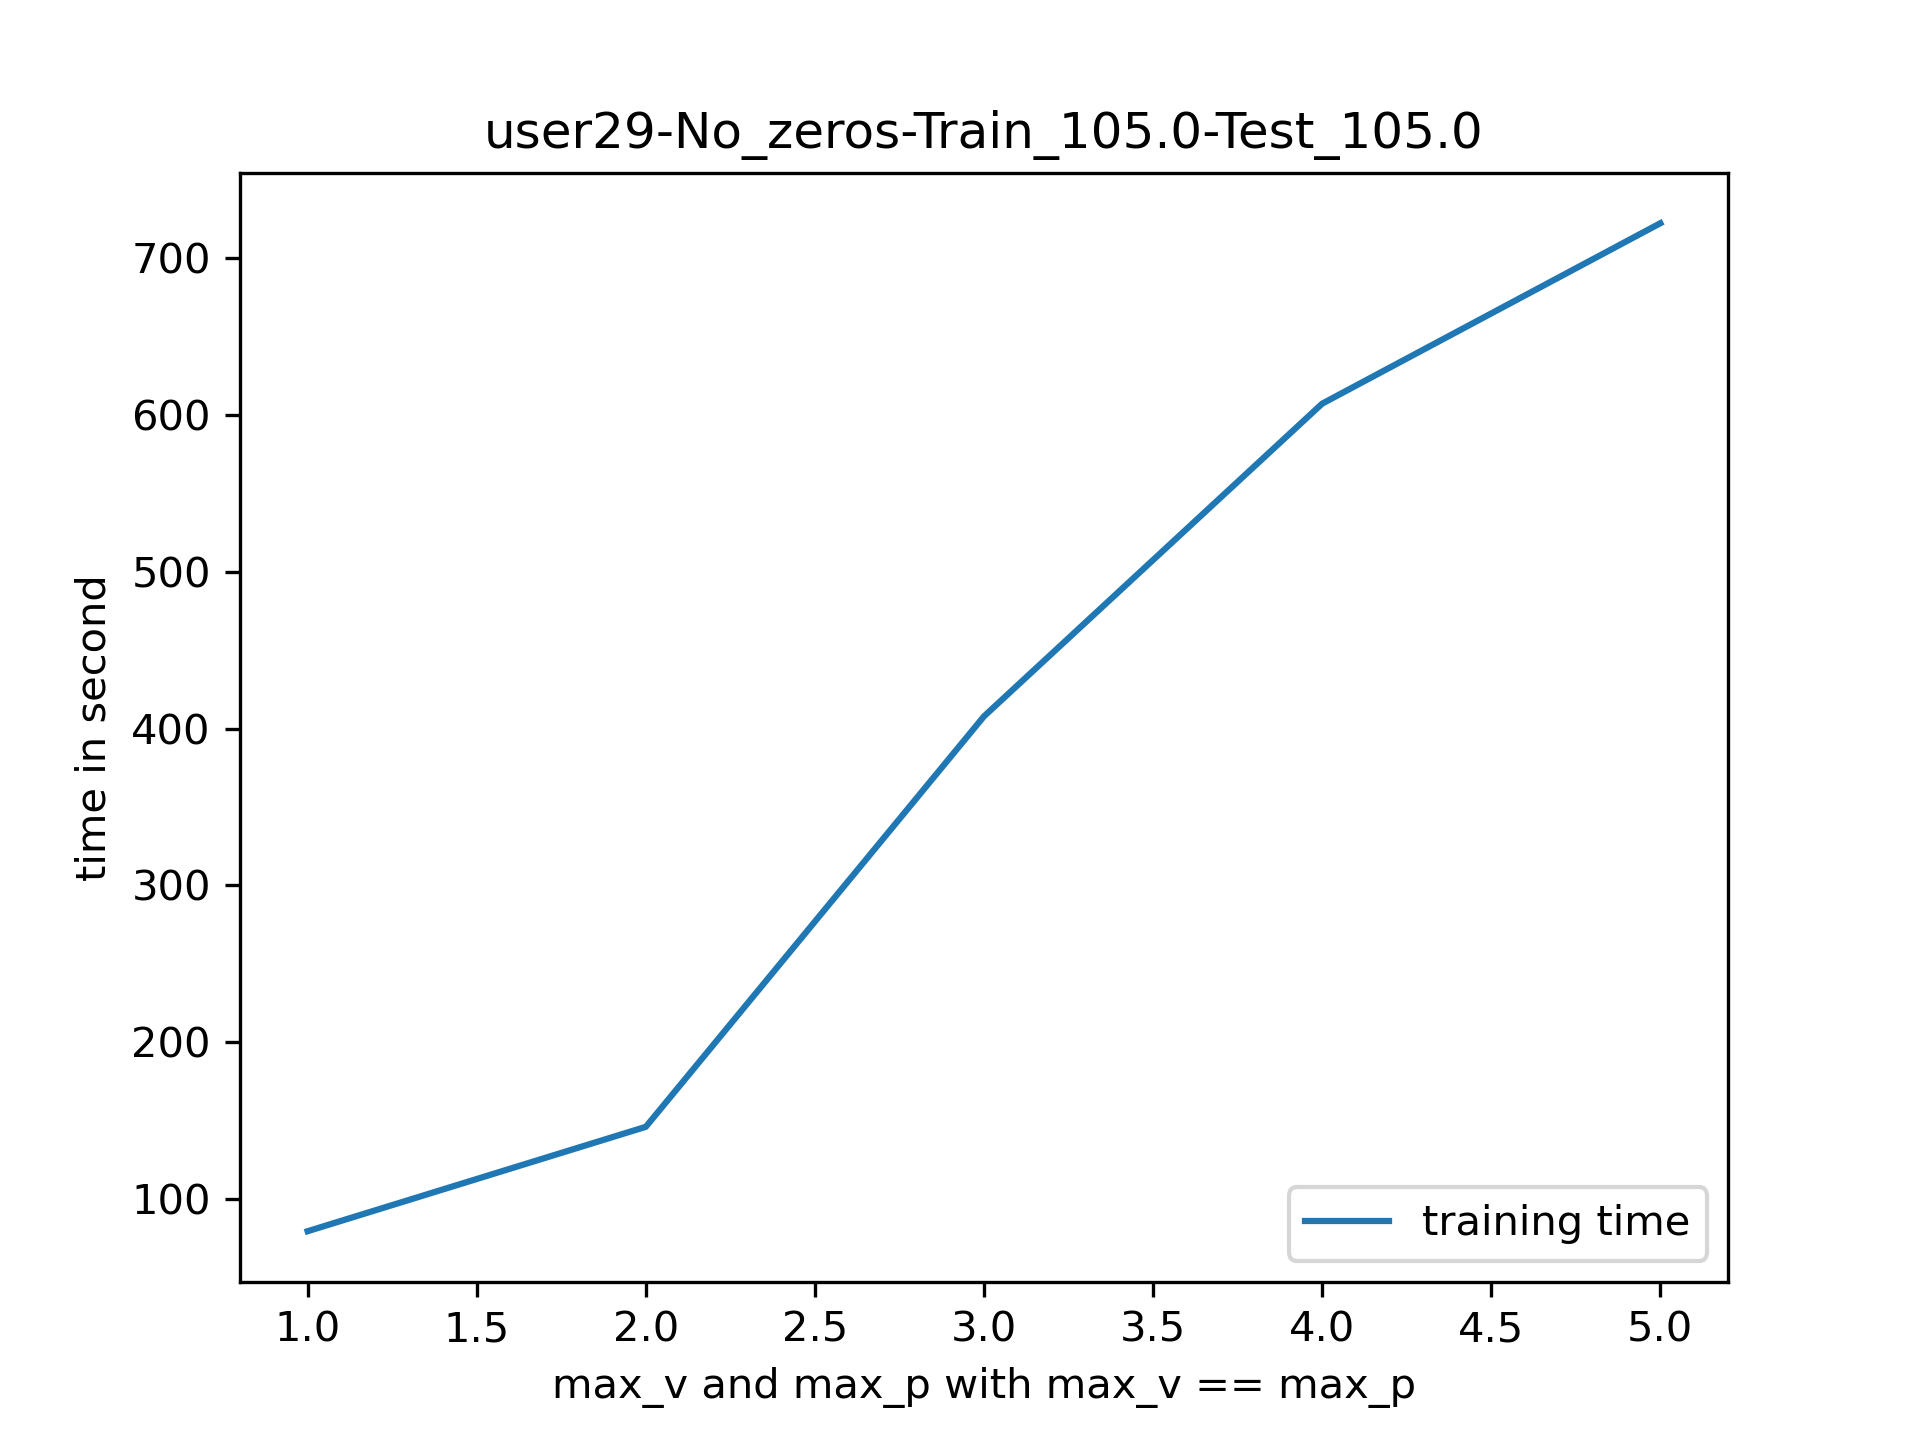 user29-No_zeros-Train_105.0-Test_105.0
700
600
500
400
300
200
100
time in second
training time
1.0 1.5 2.0 2.5 3.0 3.5 4.0 4.5 5.0
max_v and max_p with max_v == max_p